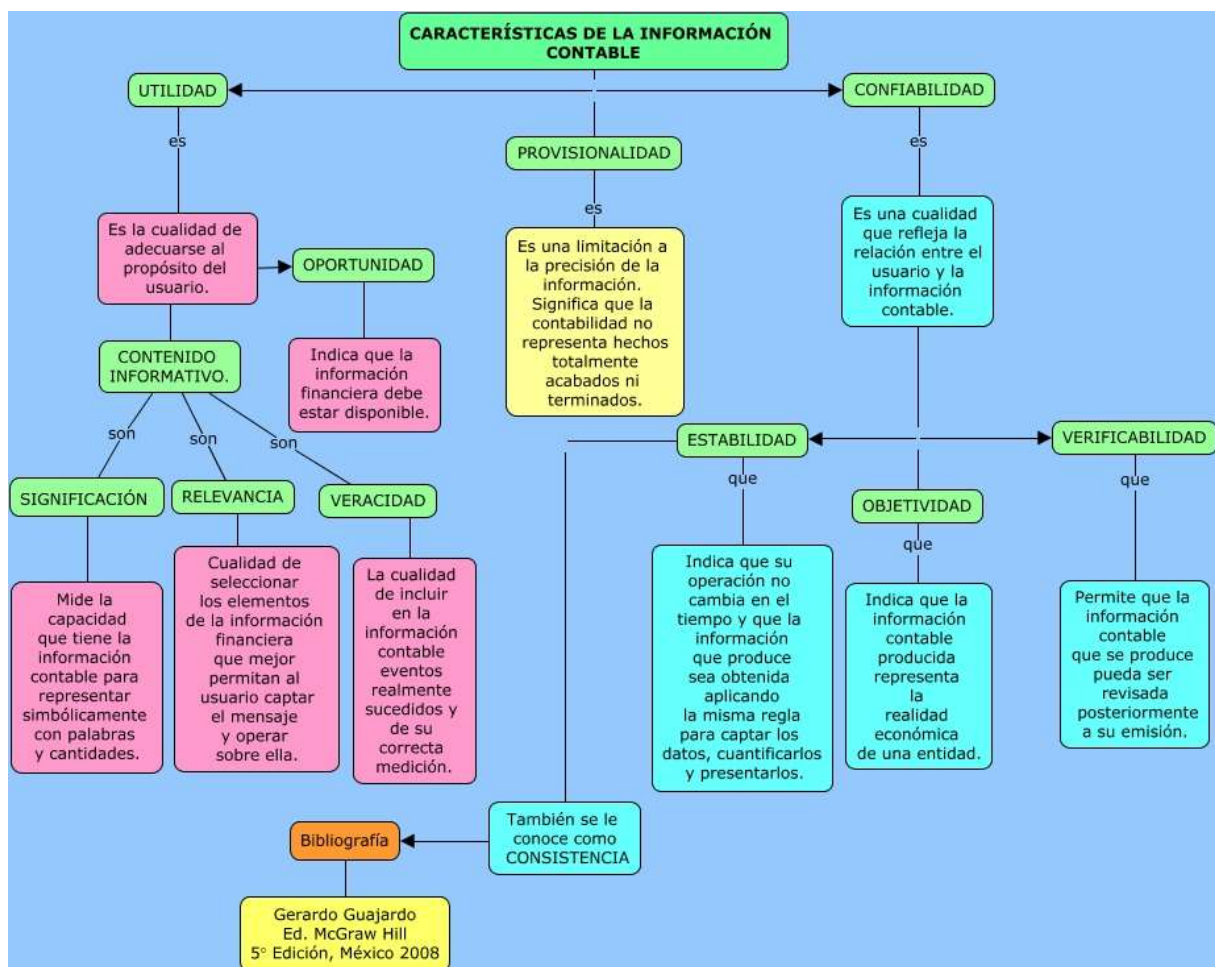 CARACTERÍSTICAS DE LA INFORMACIÓN
CONTABLE
UTILIDAD
es
Es la cualidad de
adecuarse al
propósito del
usuario.
OPORTUNIDAD
Indica que la
información
financiera debe
estar disponible.
CONTENIDO
INFORMATIVO.
son
son
son
SIGNIFICACIÓN
Mide la
capacidad
que tiene la
información
contable para
representar
simbólicamente
con palabras
y cantidades.
RELEVANCIA
Cualidad de
seleccionar
los elementos
de la información
financiera
que mejor
permitan al
usuario captar
el mensaje
y operar
sobre ella.
VERACIDAD
La cualidad
de incluir
en la
información
contable
eventos
realmente
sucedidos y
de su
correcta
medición.
PROVISIONALIDAD
es
Es una limitación a
la precisión de la
información.
Significa que la
contabilidad no
representa hechos
totalmente
acabados ni
terminados.
CONFIABILIDAD
es
Es una cualidad
que refleja la
relación entre el
usuario y la
información
contable.
ESTABILIDAD
que
Indica que su
operación no
cambia en el
tiempo y que la
información
que produce
sea obtenida
aplicando
la misma regla
para captar los
datos, cuantificarlos
y presentarlos.
OBJETIVIDAD
que
Indica que la
información
contable
producida
representa
la
realidad
económica
de una entidad.
VERIFICABILIDAD
que
Permite que la
información
contable
que se produce
pueda ser
revisada
posteriormente
a su emisión.
También se le
conoce como
CONSISTENCIA
Bibliografía
Gerardo Guajardo
Ed. McGraw Hill
5° Edición, México 2008